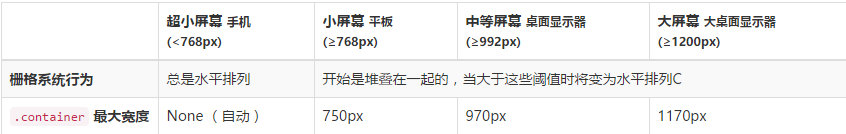 超小屏幕 手机 小屏幕 平板 中等屏幕 桌面显示器 大屏幕 大桌面显示器
(<768px) (≥768px) (≥992px) (≥1200px)
栅格系统行为 总是水平排列 开始是堆叠在一起的，当大于这些阈值时将变为水平排列C
.container 最大宽度 None （自动） 750px 970px 1170px